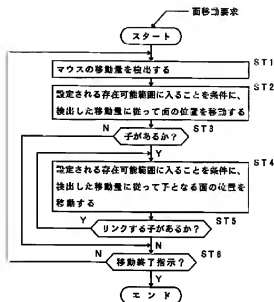 面移動要求
スタート
マウスの移動量を検出する
ST1
設定される存在可能範囲に入ることを条件に、
検出した移動量に従って面の位置を移動する
ST2
子があるか?
ST3
N
Y
設定される存在可能範囲に入ることを条件に、
検出した移動量に従って子となる面の位置を
移動する
ST4
リンクする子があるか?
ST5
Y
N
移動終了指示?
ST6
N
Y
エンド